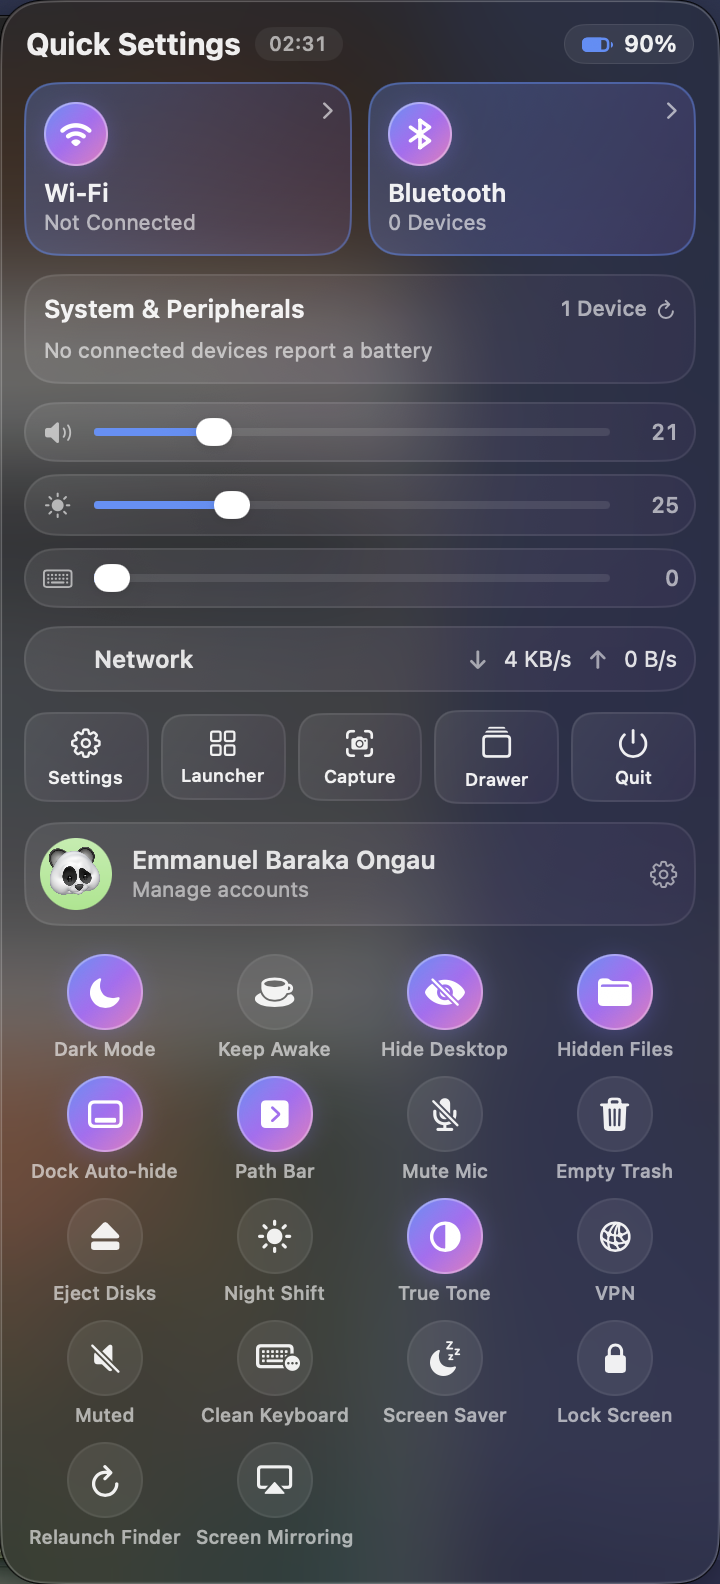 Quick Settings 02:31 90%
Wi-Fi
Not Connected
Bluetooth
0 Devices
System & Peripherals 1 Device
No connected devices report a battery
21
25
0
Network 4 KB/s 0 B/s
Settings Launcher Capture Drawer Quit
Emmanuel Baraka Ongau
Manage accounts
Dark Mode Keep Awake Hide Desktop Hidden Files
Dock Auto-hide Path Bar Mute Mic Empty Trash
Eject Disks Night Shift True Tone VPN
Muted Clean Keyboard Screen Saver Lock Screen
Relaunch Finder Screen Mirroring